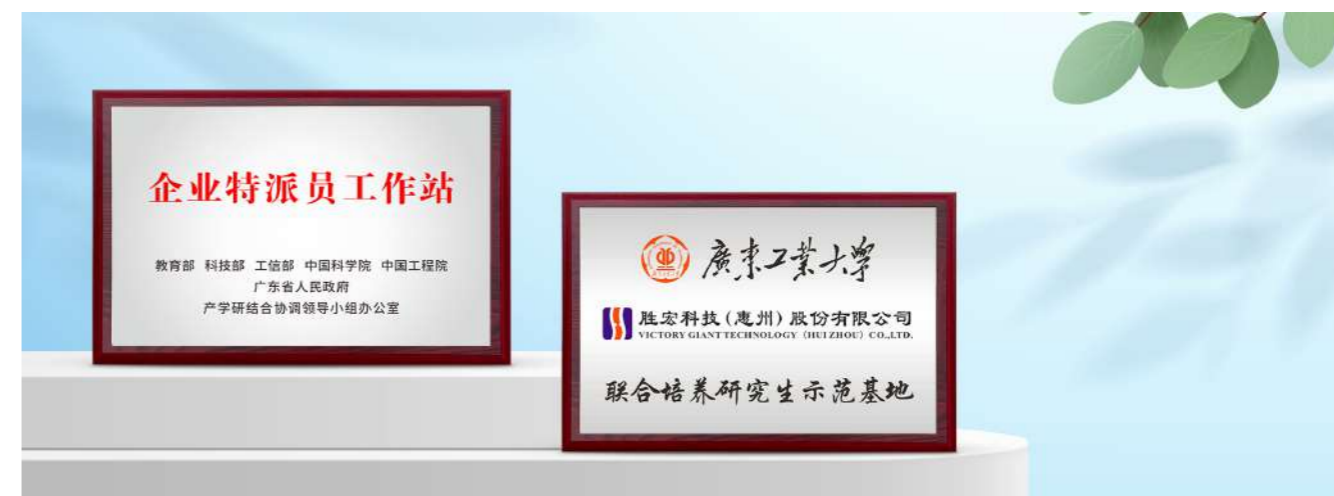 企业特派员工作站
教育部 科技部 工信部 中国科学院 中国工程院
广东省人民政府
产学研结合协调领导小组办公室
廣東工業大學
胜宏科技(惠州)股份有限公司
VICTORY GIANT TECHNOLOGY (HUIZHOU) CO.,LTD.
联合培养研究生示范基地